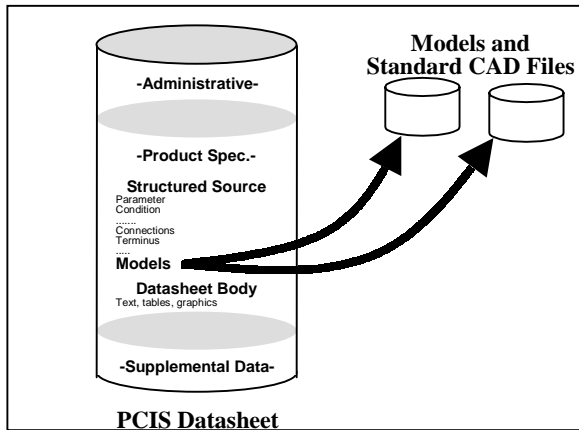 Models and
Standard CAD Files
-Administrative-
-Product Spec.-
Structured Source
Parameter
Condition
.......
Connections
Terminus
.....
Models
Datasheet Body
Text, tables, graphics
-Supplemental Data-
PCIS Datasheet